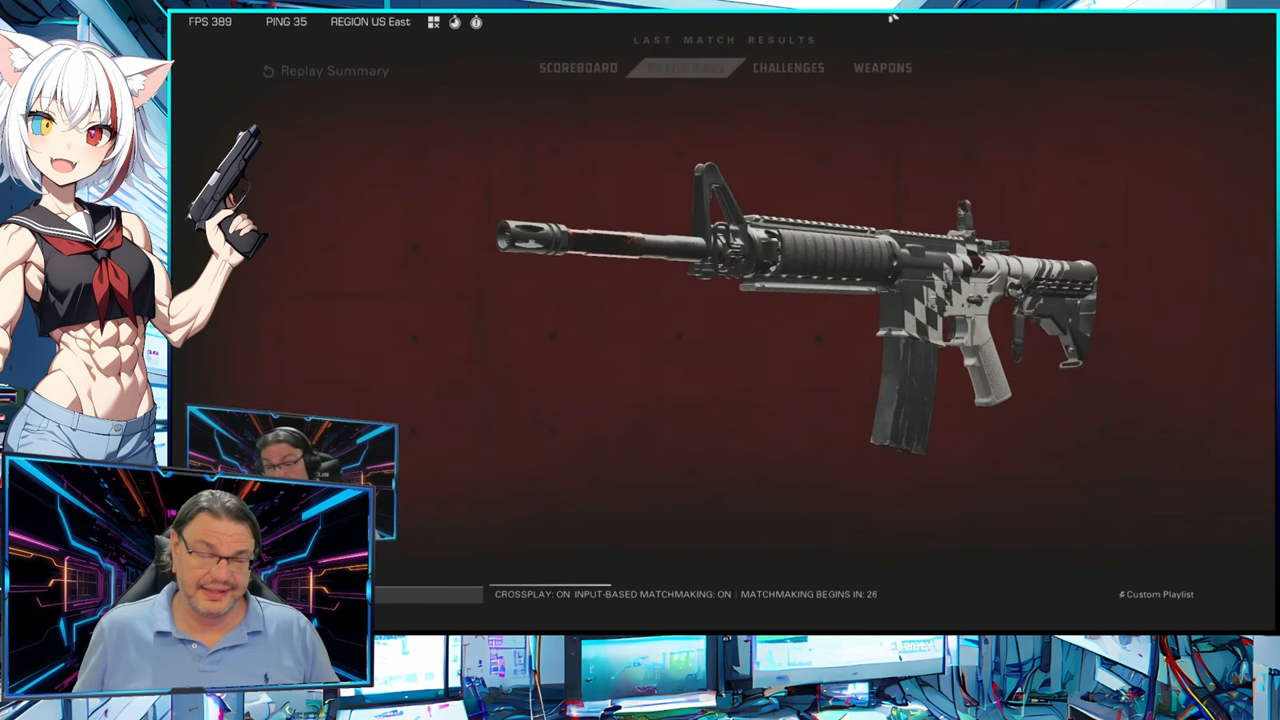 FPS 389 PING 35 REGION US East
LAST MATCH RESULTS
Replay Summary
SCOREBOARD
CHALLENGES WEAPONS
CROSSPLAY: ON INPUT-BASED MATCHMAKING: ON | MATCHMAKING BEGINS IN: 26
Custom Playlist